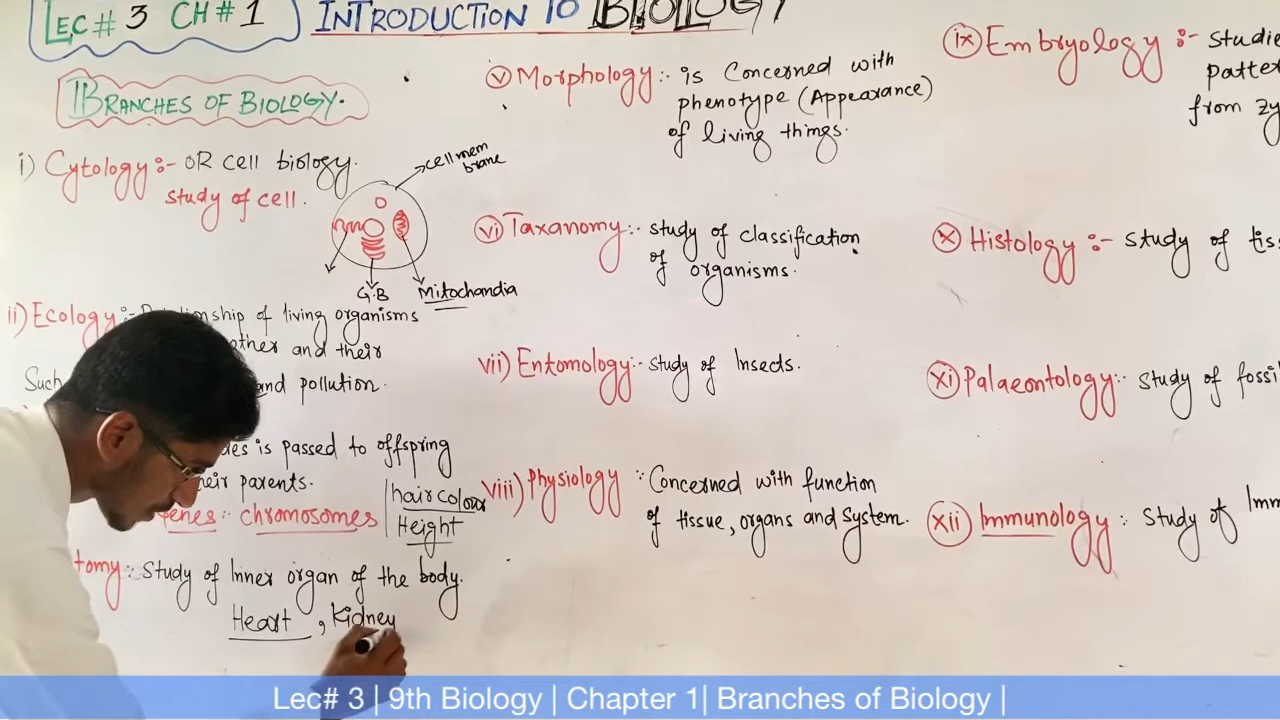 LEC# 3 CH # 1 INTRODUCTION TO BIOLOGY
BRANCHES OF BIOLOGY.
i) Cytology :- OR cell biology.
study of cell.
cell mem
brane
G.B
Mitochandia
ii) Ecology :- of living organisms
other and their
Such and pollution.
is passed to offspring
parents.
chromosomes
hair colour
Height
Study of Inner organ of the body.
Heart , Kidney
v Morphology :- is Concerned with
phenotype (Appearance)
of living things.
vi) Taxanomy :- study of classification
of organisms.
vii) Entomology :- study of Insects.
viii) Physiology :- Concerned with function
of tissue, organs and system.
ix Embryology :-
from
x Histology :- study of
xi) Palaeontology :- study of
xii) Immunology : Study of
Lec# 3 | 9th Biology | Chapter 1| Branches of Biology |